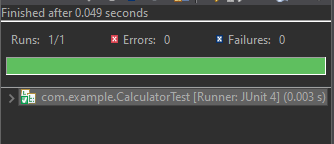 Finished after 0.049 seconds
Runs: 1/1 Errors: 0 Failures: 0
com.example.CalculatorTest [Runner: JUnit 4] (0.003 s)